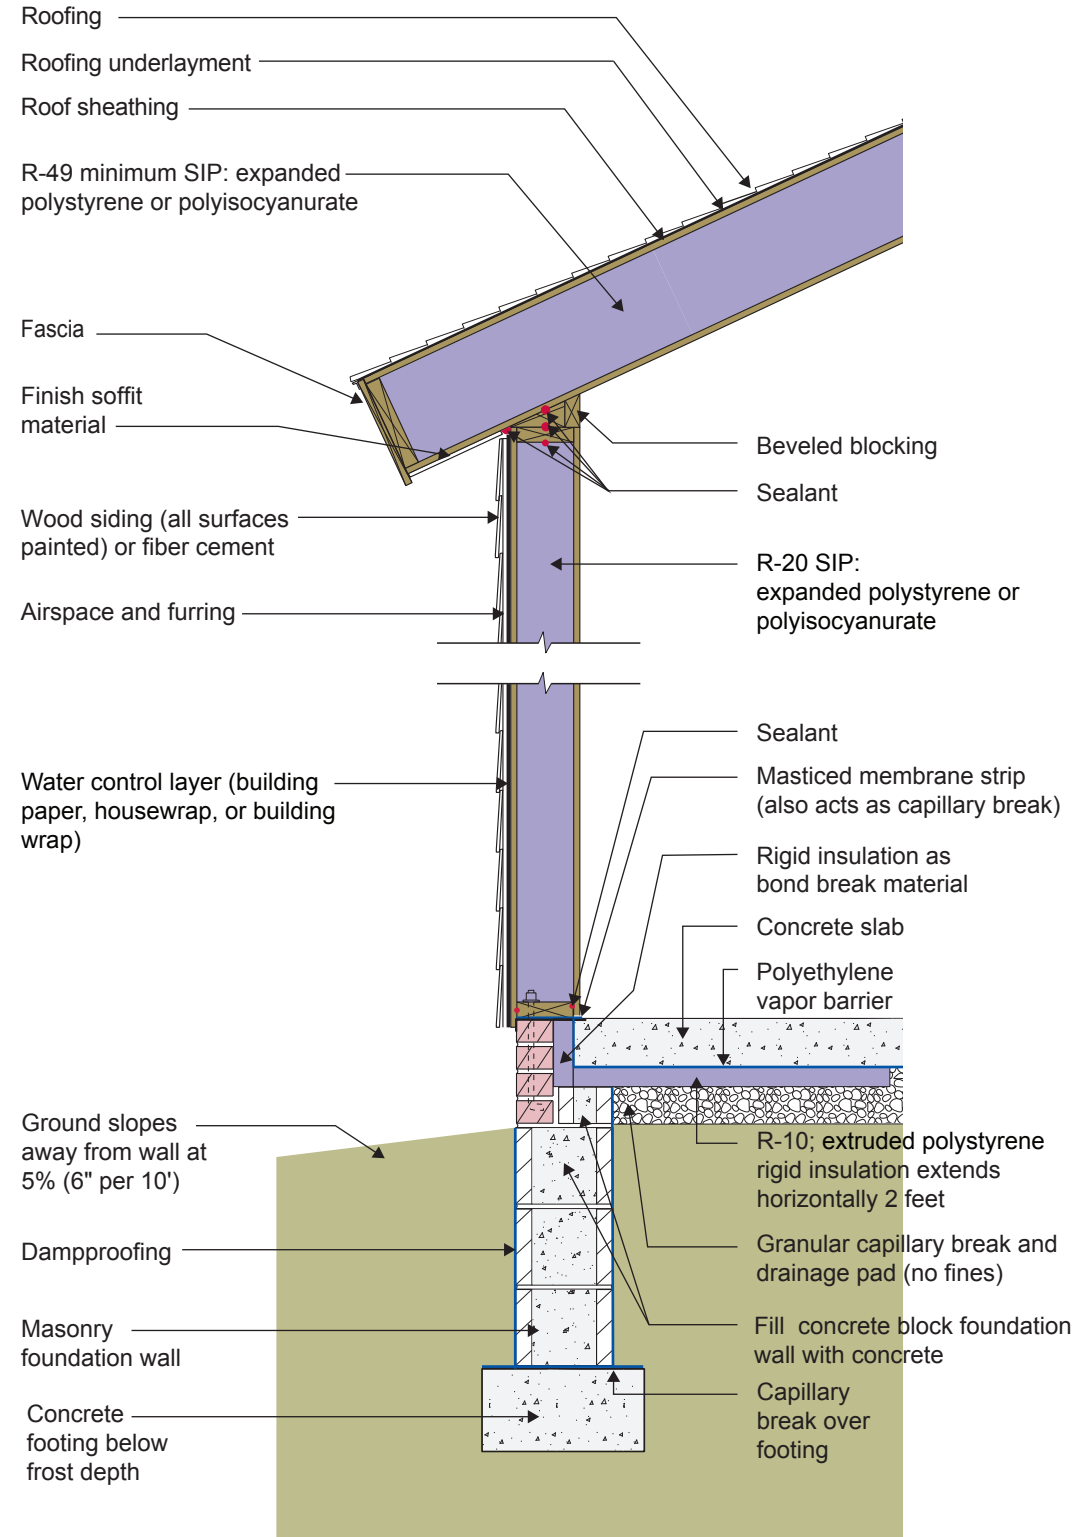 Roofing
Roofing underlayment
Roof sheathing
R-49 minimum SIP: expanded
polystyrene or polyisocyanurate
Fascia
Finish soffit
material
Wood siding (all surfaces
painted) or fiber cement
Airspace and furring
Water control layer (building
paper, housewrap, or building
wrap)
Ground slopes
away from wall at
5% (6" per 10')
Dampproofing
Masonry
foundation wall
Concrete
footing below
frost depth
Beveled blocking
Sealant
R-20 SIP:
expanded polystyrene or
polyisocyanurate
Sealant
Masticed membrane strip
(also acts as capillary break)
Rigid insulation as
bond break material
Concrete slab
Polyethylene
vapor barrier
R-10; extruded polystyrene
rigid insulation extends
horizontally 2 feet
Granular capillary break and
drainage pad (no fines)
Fill concrete block foundation
wall with concrete
Capillary
break over
footing